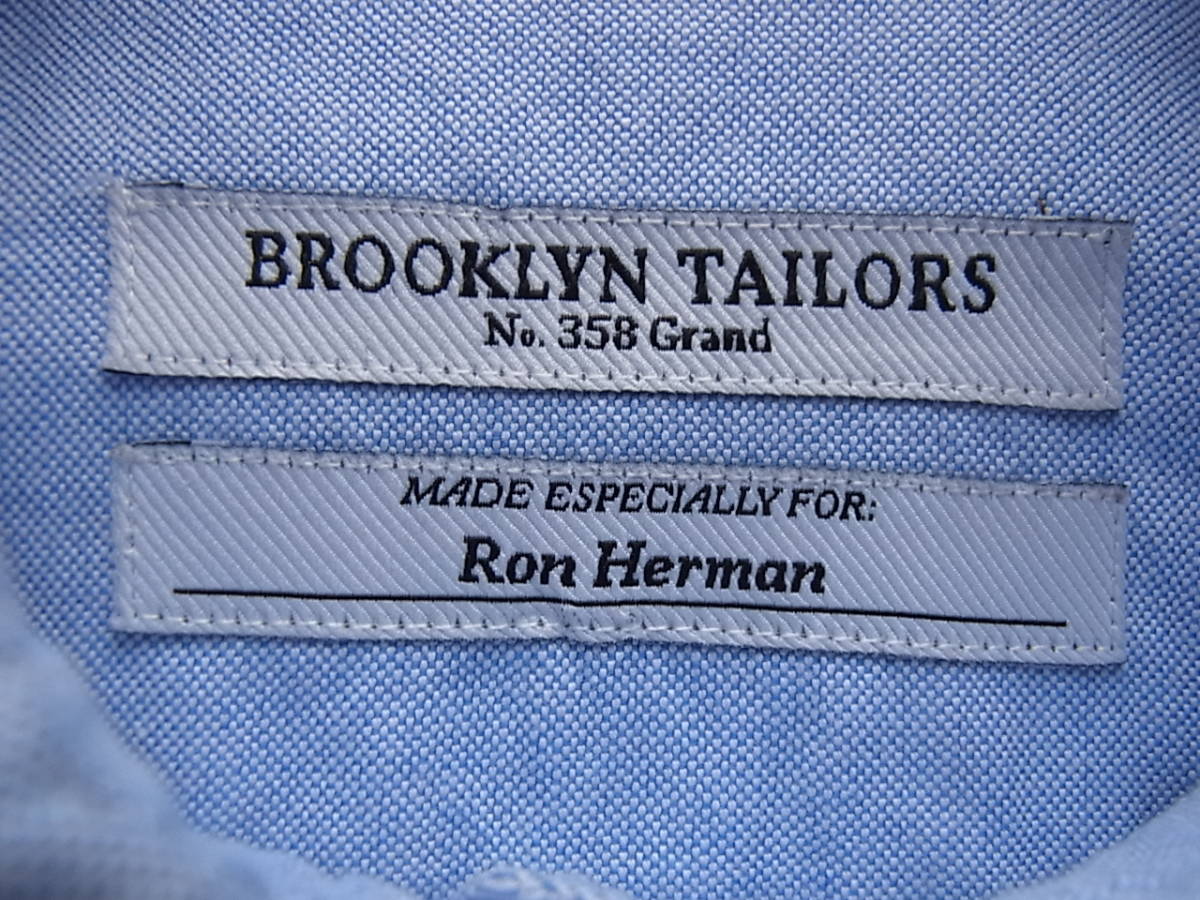 BROOKLYN TAILORS
No. 358 Grand
MADE ESPECIALLY FOR:
Ron Herman